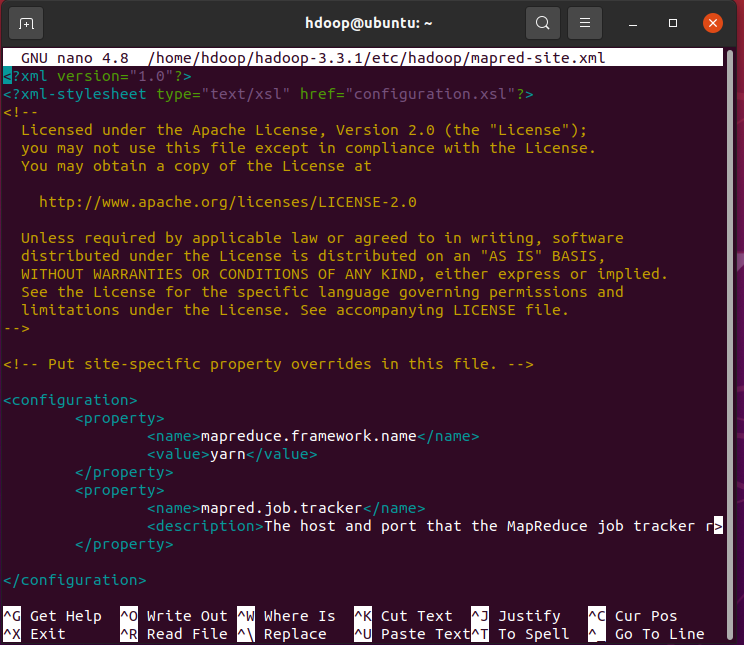 hdoop@ubuntu: ~
GNU nano 4.8 /home/hdoop/hadoop-3.3.1/etc/hadoop/mapred-site.xml
<?xml version="1.0"?>
<?xml-stylesheet type="text/xsl" href="configuration.xsl"?>
<!--
  Licensed under the Apache License, Version 2.0 (the "License");
  you may not use this file except in compliance with the License.
  You may obtain a copy of the License at

    http://www.apache.org/licenses/LICENSE-2.0

  Unless required by applicable law or agreed to in writing, software
  distributed under the License is distributed on an "AS IS" BASIS,
  WITHOUT WARRANTIES OR CONDITIONS OF ANY KIND, either express or implied.
  See the License for the specific language governing permissions and
  limitations under the License. See accompanying LICENSE file.
-->

<!-- Put site-specific property overrides in this file. -->

<configuration>
        <property>
                <name>mapreduce.framework.name</name>
                <value>yarn</value>
        </property>
        <property>
                <name>mapred.job.tracker</name>
                <description>The host and port that the MapReduce job tracker r>
        </property>

</configuration>

^G Get Help ^O Write Out ^W Where Is ^K Cut Text ^J Justify ^C Cur Pos
^X Exit ^R Read File ^\ Replace ^U Paste Text ^T To Spell ^_ Go To Line